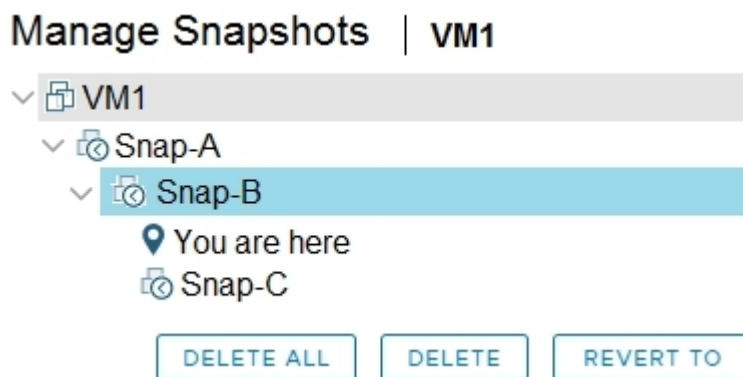 Manage Snapshots | VM1
VM1
Snap-A
Snap-B
You are here
Snap-C
DELETE ALL DELETE REVERT TO